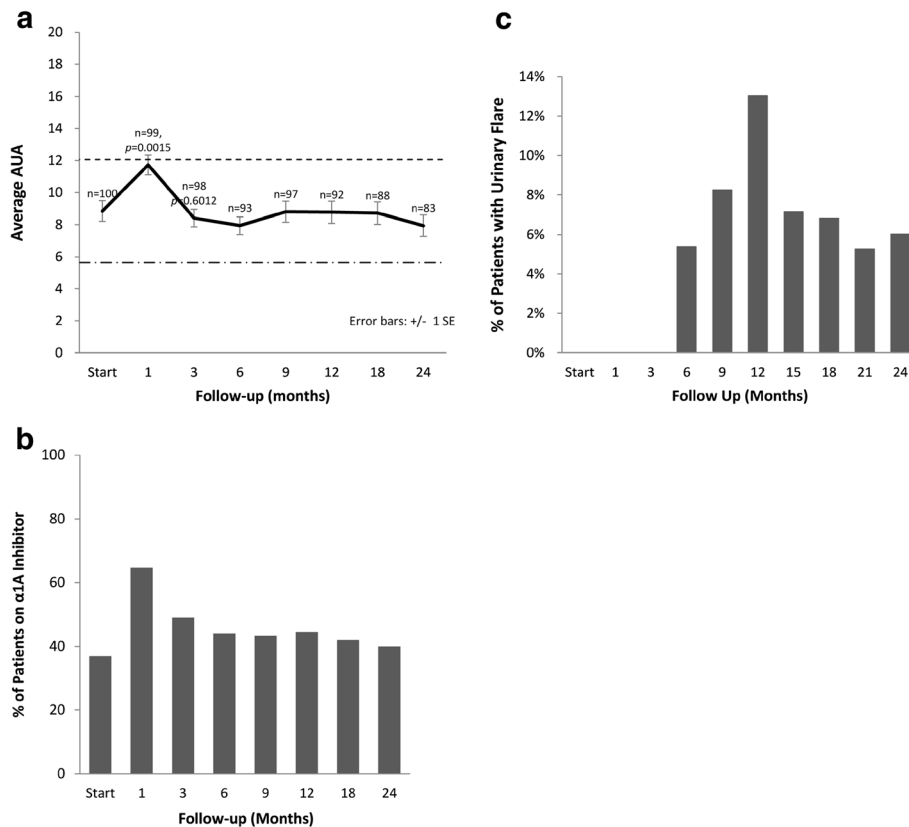 a
20
18
16
14
12
10
8
6
4
2
0
Average AUA
n=100
n=99,
p=0.0015
n=98
p<0.6012
n=93
n=97
n=92
n=88
n=83
Error bars: +/- 1 SE
Start 1 3 6 9 12 18 24
Follow-up (months)
c
14%
12%
10%
8%
6%
4%
2%
0%
% of Patients with Urinary Flare
Start 1 3 6 9 12 15 18 21 24
Follow Up (Months)
b
100
80
60
40
20
0
% of Patients on α1A Inhibitor
Start 1 3 6 9 12 18 24
Follow-up (Months)